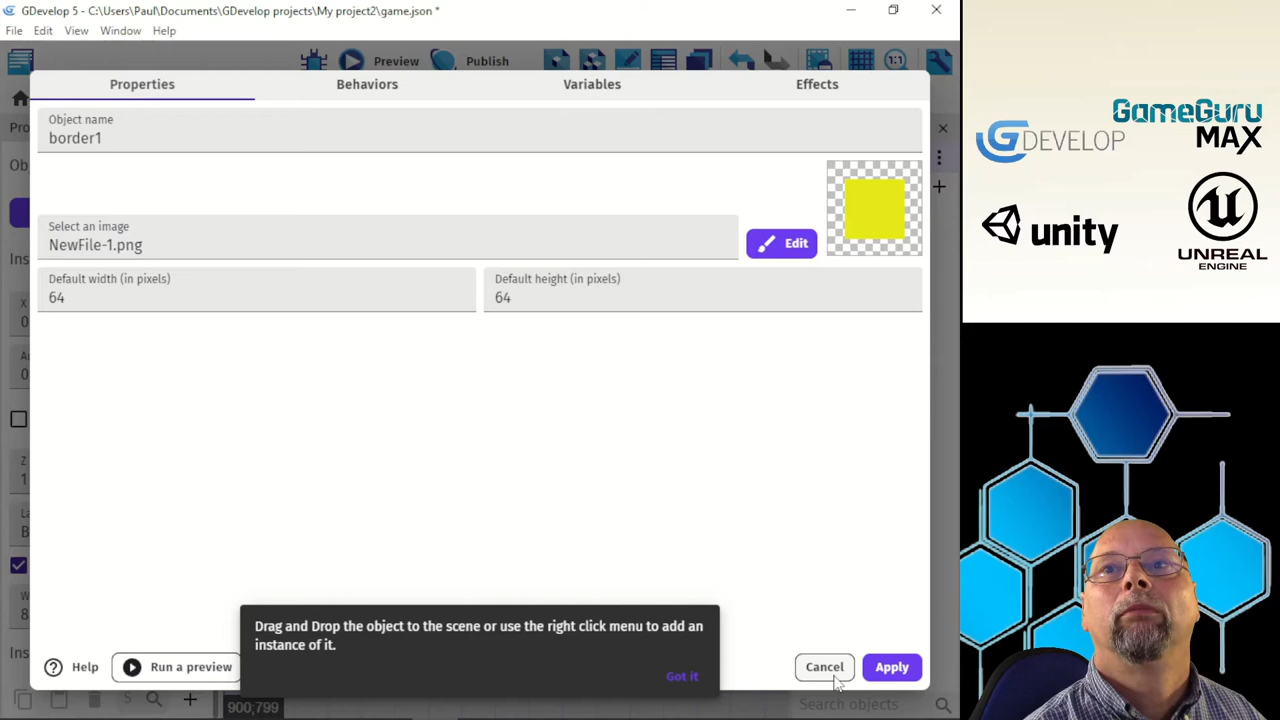 GDevelop 5 - C:\Users\Paul\Documents\GDevelop projects\My project2\game.json *
File Edit View Window Help
Preview Publish
Properties Behaviors Variables Effects
Object name
border1
Select an image
NewFile-1.png
Edit
Default width (in pixels)
64
Default height (in pixels)
64
Drag and Drop the object to the scene or use the right click menu to add an
instance of it.
Got it
Help
Run a preview
Cancel
Apply
5
900;799
Search objects
GDEVELOP
GameGuru
MAX
unity
UNREAL
ENGINE